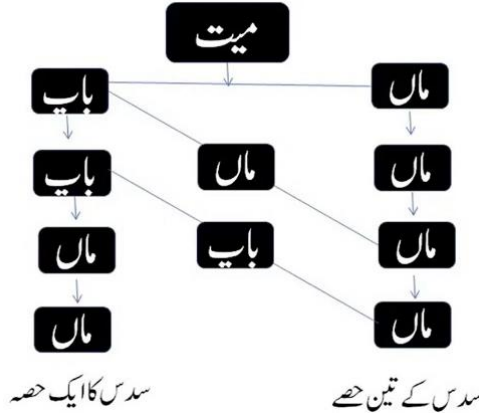 میت
ماں
باپ
ماں
ماں
باپ
ماں
باپ
ماں
ماں
ماں
سدس کے تین حصے
سدس کا ایک حصہ